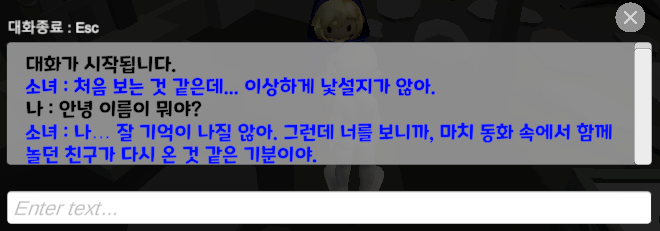 대화종료 : Esc
대화가 시작됩니다.
소녀 : 처음 보는 것 같은데... 이상하게 낯설지가 않아.
나 : 안녕 이름이 뭐야?
소녀 : 나... 잘 기억이 나질 않아. 그런데 너를 보니까, 마치 동화 속에서 함께
놀던 친구가 다시 온 것 같은 기분이야.
Enter text...